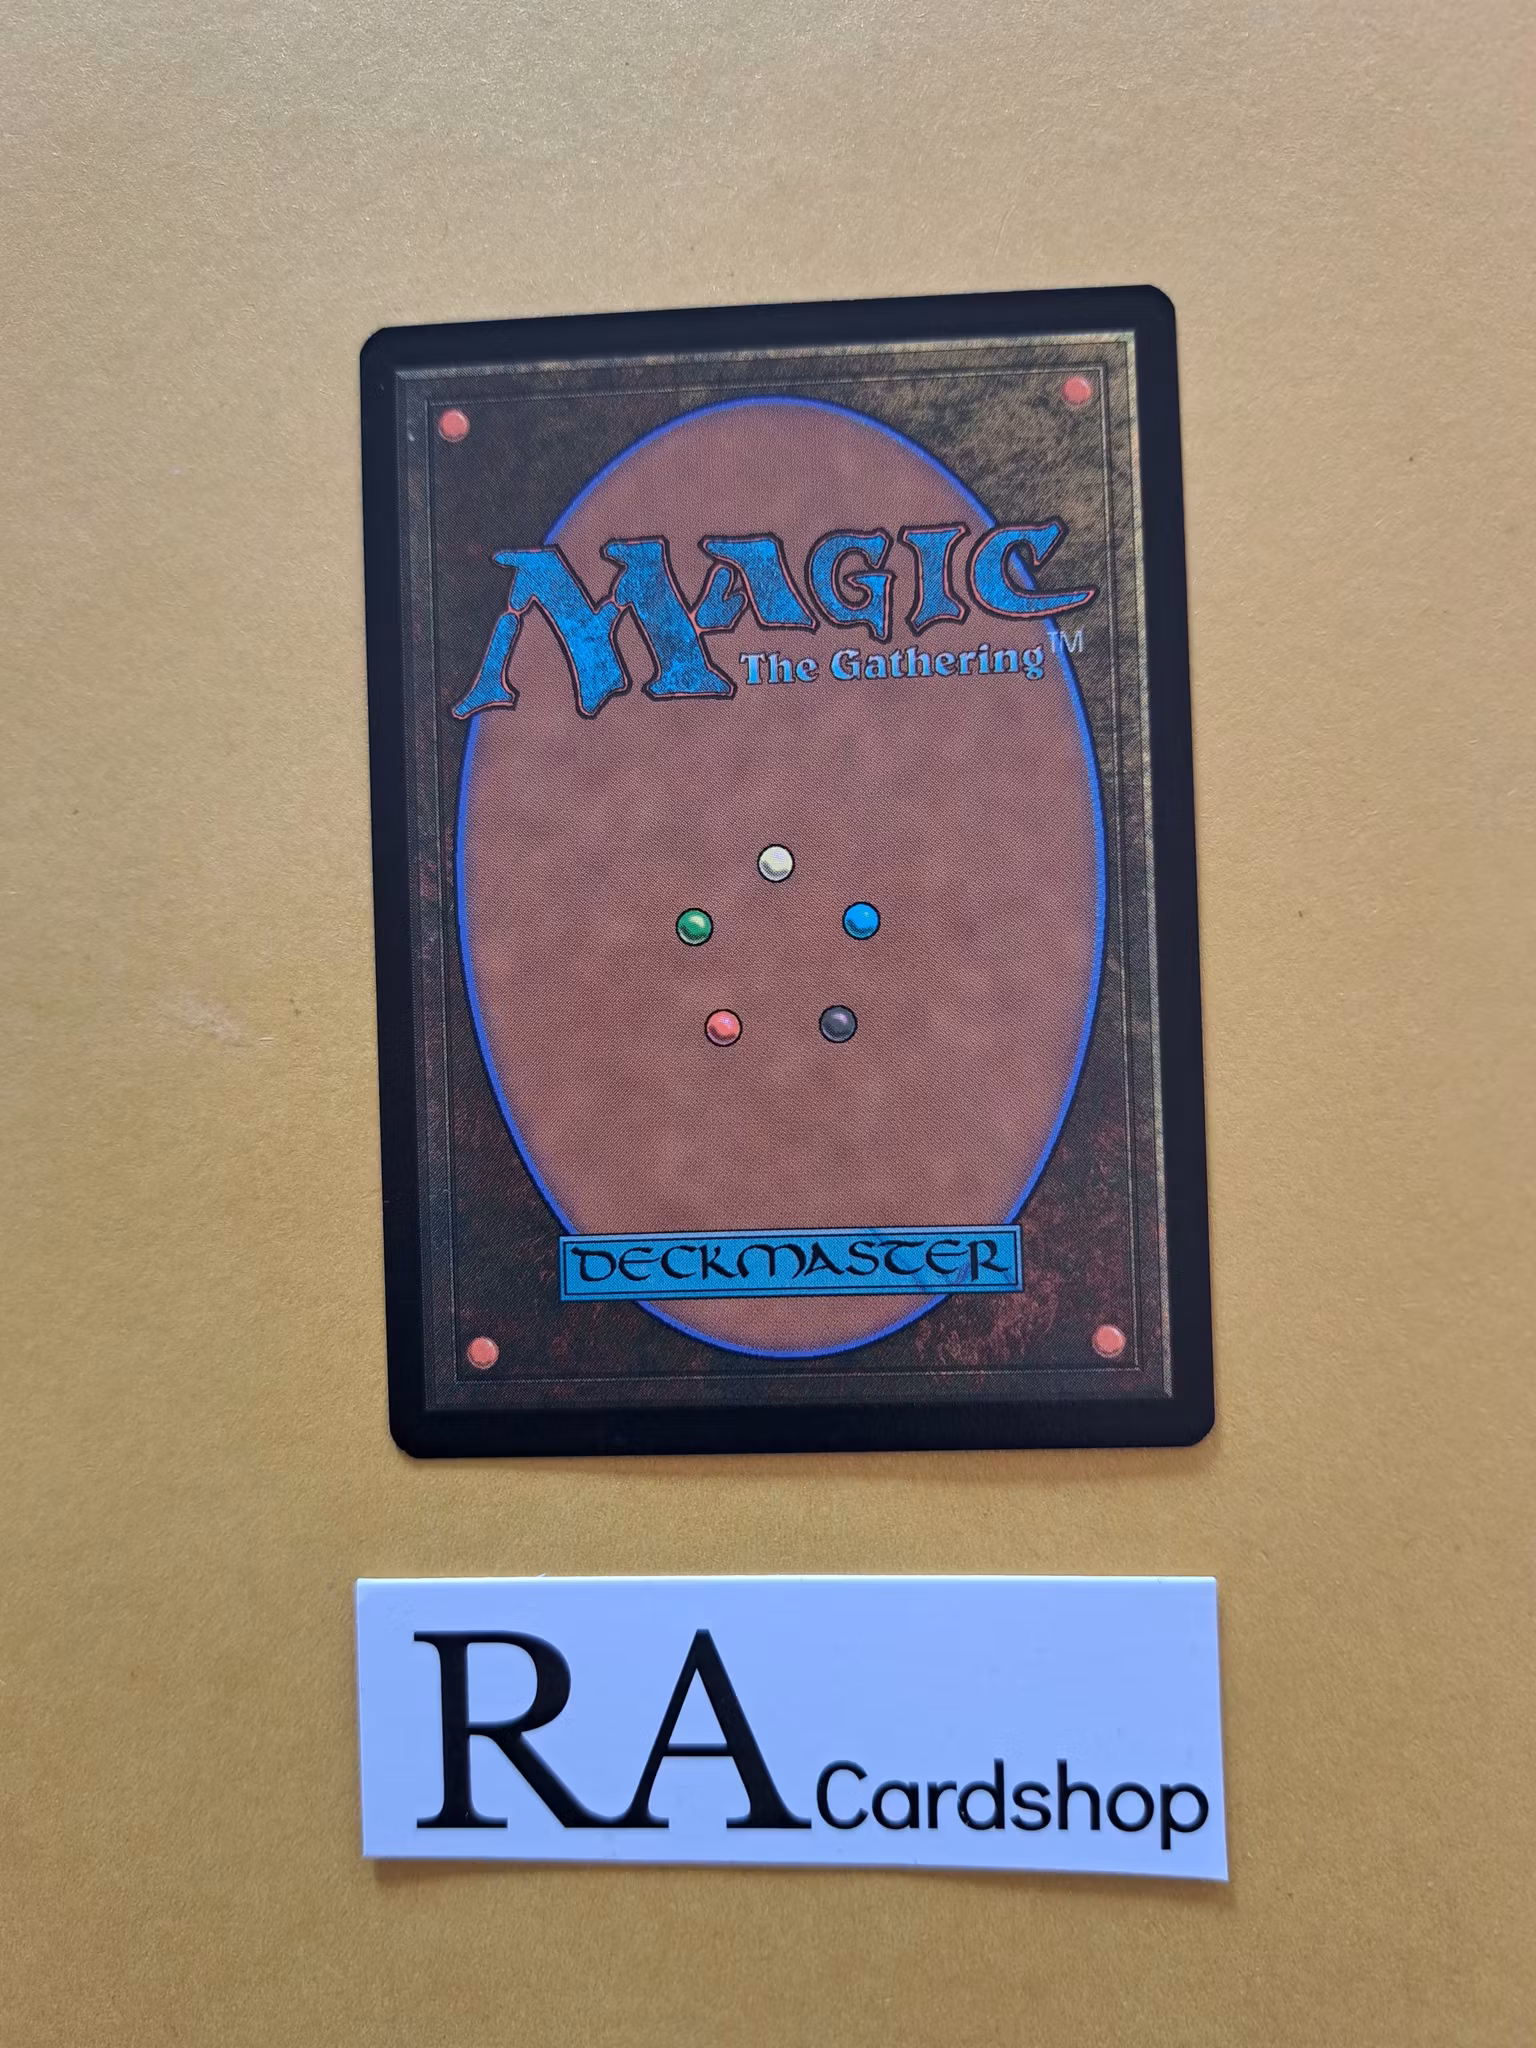 MAGIC
The Gathering™
DECKMASTER
RA Cardshop